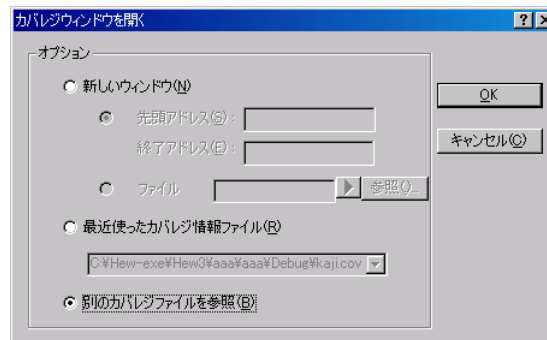 カバレジウィンドウを開く
オプション
新しいウィンドウ(N)
先頭アドレス(S):
終了アドレス(E):
ファイル
参照()...
最近使ったカバレジ情報ファイル(R)
C:¥Hew-exe¥Hew3¥aaa¥aaa¥Debug¥kaji.cov
別のカバレジファイルを参照(B)
OK
キャンセル(C)